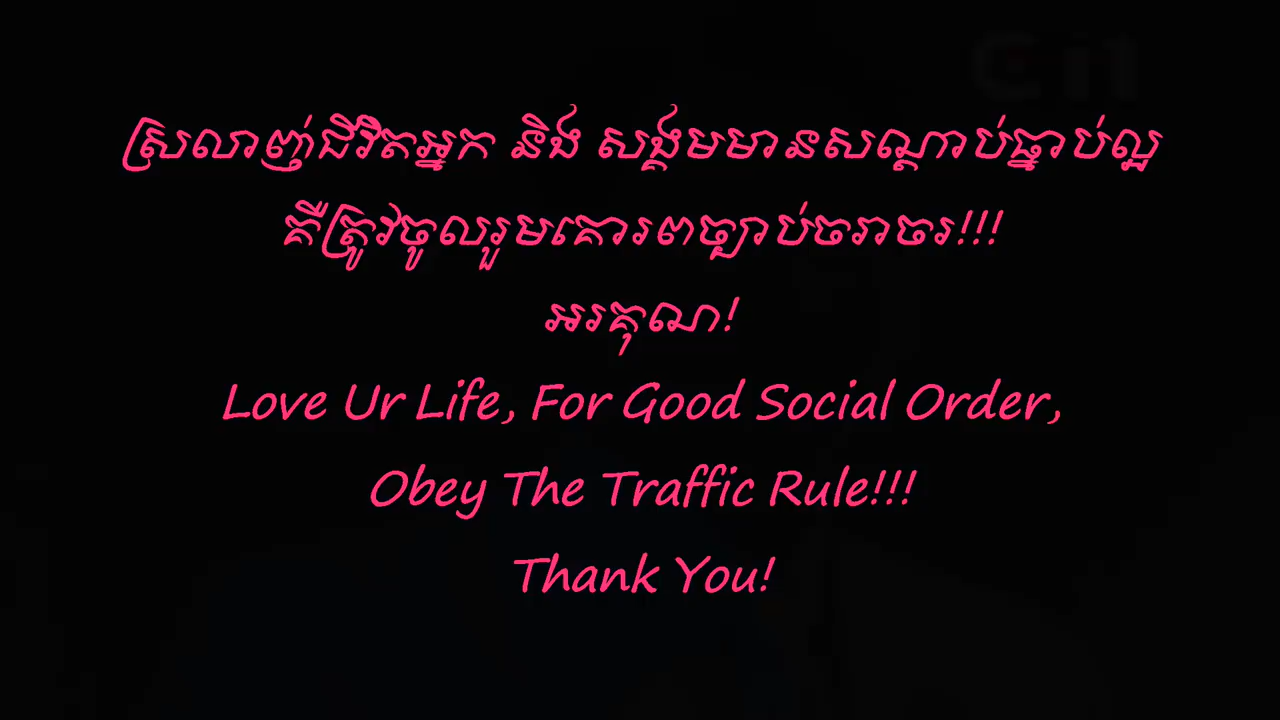 ស្រលាញ់ជីវិតអ្នក និង សង្គមមានសណ្ដាប់ធ្នាប់ល្អ
គឺត្រូវចូលរួមគោរពច្បាប់ចរាចរ!!!
អរគុណ!
Love Ur Life, For Good Social Order,
Obey The Traffic Rule!!!
Thank You!